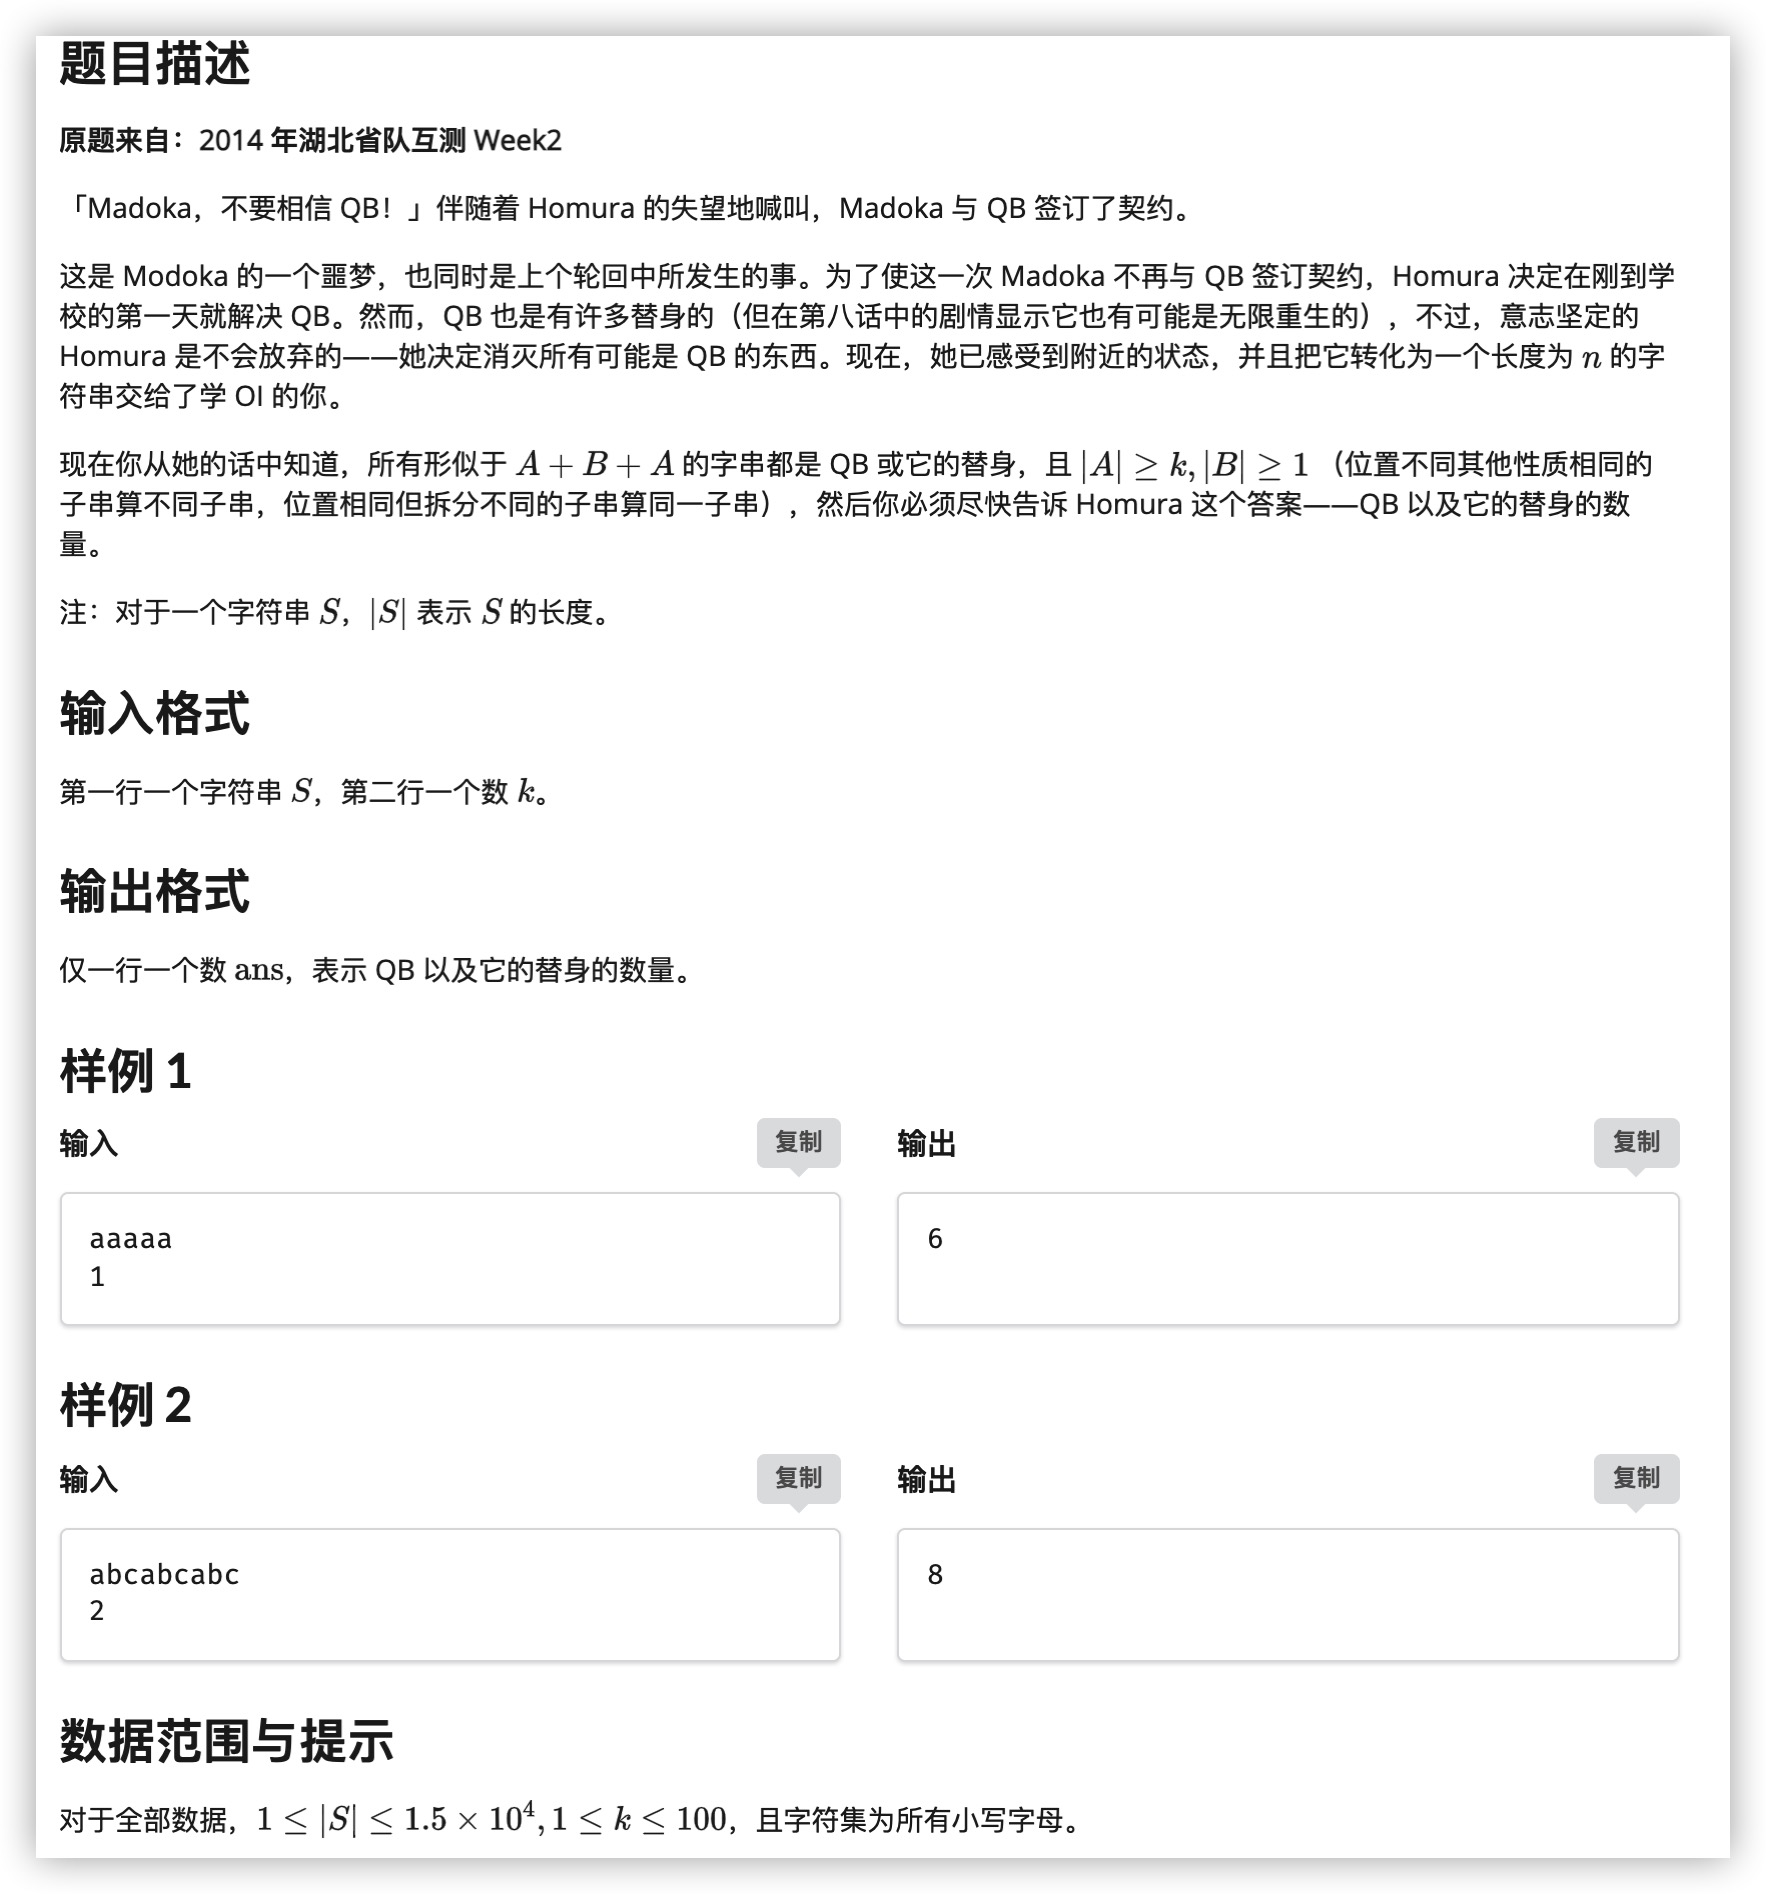 题目描述
原题来自：2014 年湖北省队互测 Week2
「Madoka，不要相信 QB！」伴随着 Homura 的失望地喊叫，Madoka 与 QB 签订了契约。
这是 Modoka 的一个噩梦，也同时是上个轮回中所发生的事。为了使这一次 Madoka 不再与 QB 签订契约，Homura 决定在刚到学
校的第一天就解决 QB。然而，QB 也是有许多替身的（但在第八话中的剧情显示它也有可能是无限重生的），不过，意志坚定的
Homura 是不会放弃的——她决定消灭所有可能是 QB 的东西。现在，她已感受到附近的状态，并且把它转化为一个长度为 n 的字
符串交给了学 OI 的你。
现在你从她的话中知道，所有形似于 A + B + A 的字串都是 QB 或它的替身，且 |A| ≥ k, |B| ≥ 1 （位置不同其他性质相同的
子串算不同子串，位置相同但拆分不同的子串算同一子串），然后你必须尽快告诉 Homura 这个答案——QB 以及它的替身的数
量。
注：对于一个字符串 S，|S| 表示 S 的长度。
输入格式
第一行一个字符串 S，第二行一个数 k。
输出格式
仅一行一个数 ans，表示 QB 以及它的替身的数量。
样例 1
输入 复制 输出 复制
aaaaa 6
1
样例 2
输入 复制 输出 复制
abcabcabc 8
2
数据范围与提示
对于全部数据，1 ≤ |S| ≤ 1.5 × 10⁴, 1 ≤ k ≤ 100，且字符集为所有小写字母。